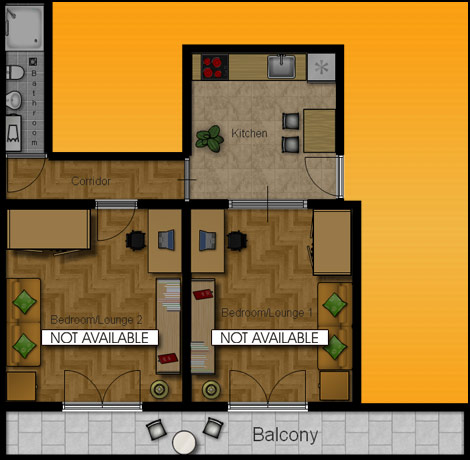 Bathroom
Kitchen
Corridor
Bedroom/Lounge 2
Bedroom/Lounge 1
NOT AVAILABLE
NOT AVAILABLE
Balcony